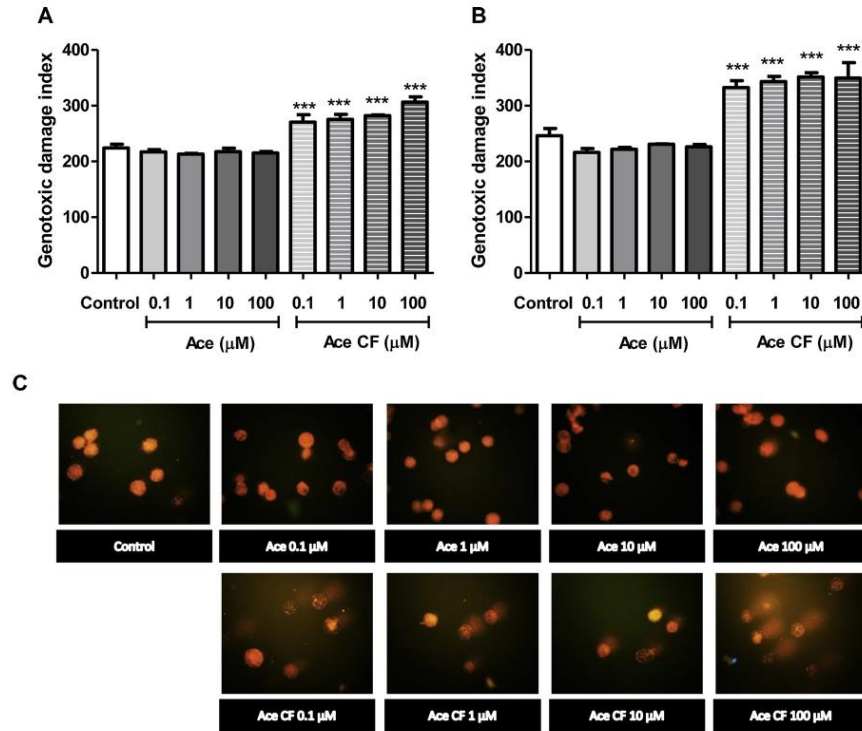 A
Genotoxic damage index
400
300
200
100
0
*** *** *** ***
Control 0.1 1 10 100 0.1 1 10 100
Ace (μM) Ace CF (μM)
B
Genotoxic damage index
400
300
200
100
0
*** *** *** ***
Control 0.1 1 10 100 0.1 1 10 100
Ace (μM) Ace CF (μM)
C
Control Ace 0.1 μM Ace 1 μM Ace 10 μM Ace 100 μM
Ace CF 0.1 μM Ace CF 1 μM Ace CF 10 μM Ace CF 100 μM